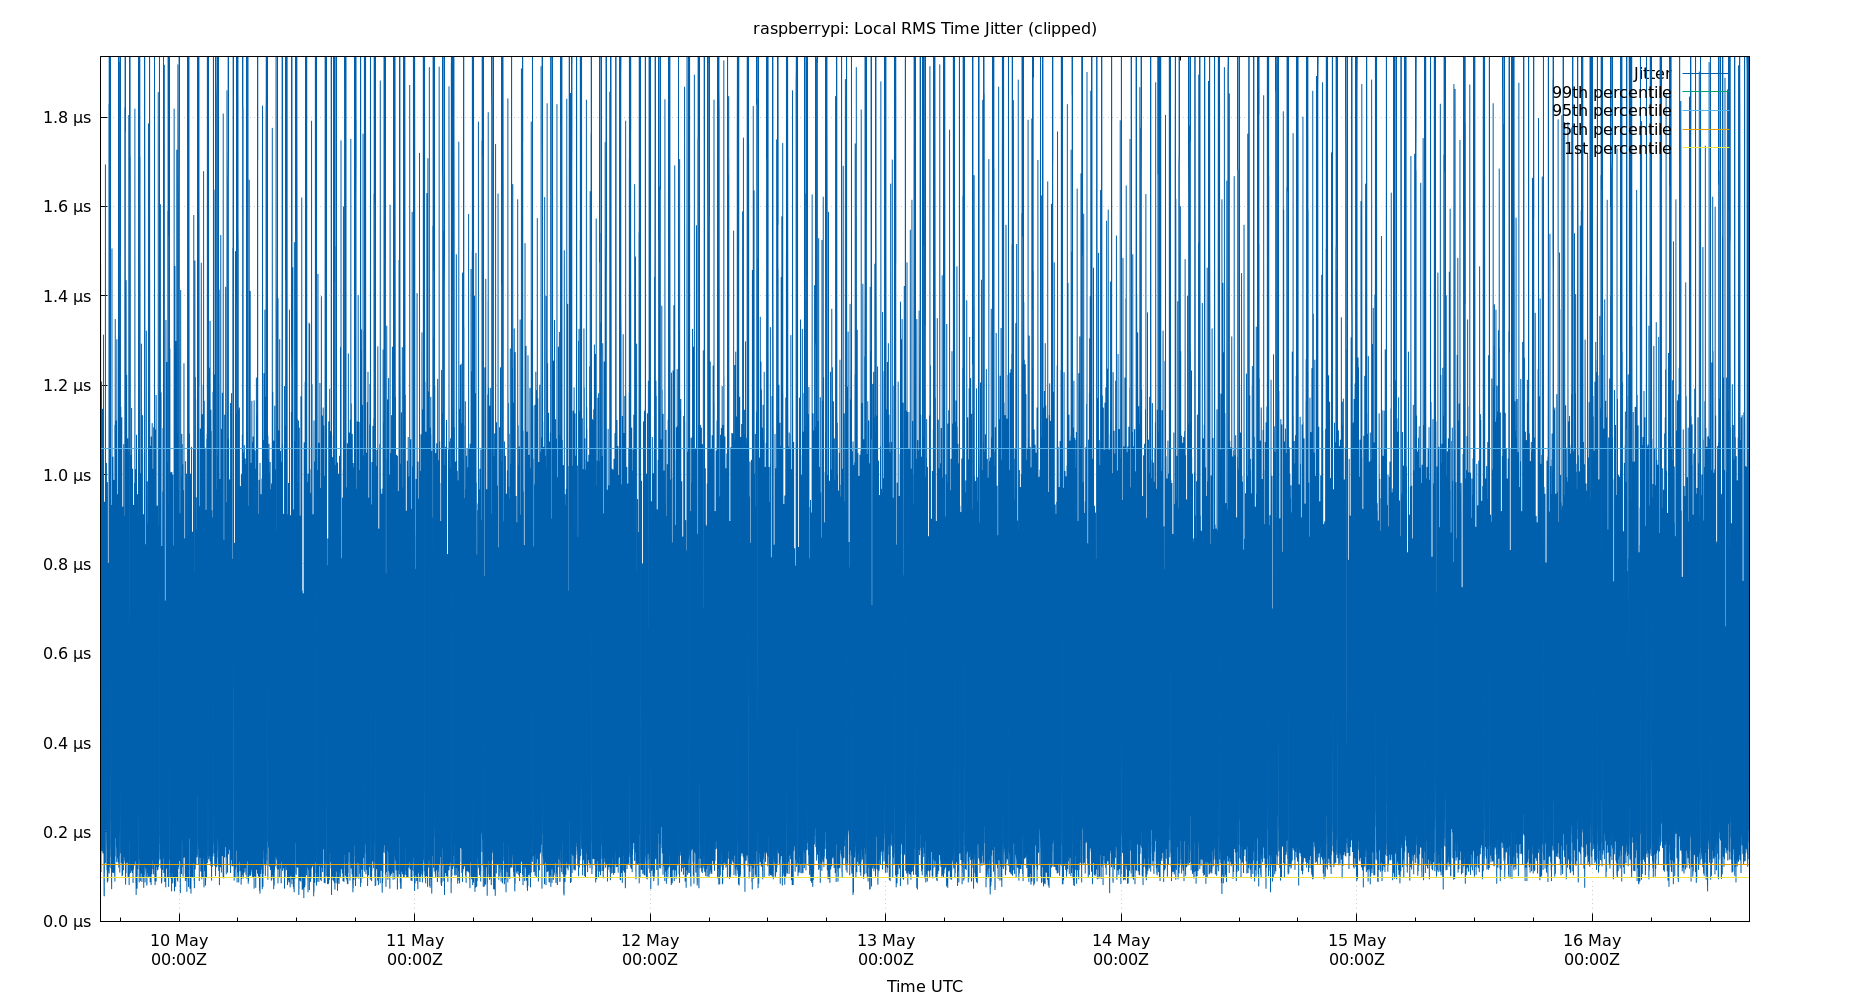 raspberrypi: Local RMS Time Jitter (clipped)
Jitter
99th percentile
95th percentile
5th percentile
1st percentile
1.8 µs
1.6 µs
1.4 µs
1.2 µs
1.0 µs
0.8 µs
0.6 µs
0.4 µs
0.2 µs
0.0 µs
10 May 11 May 12 May 13 May 14 May 15 May 16 May
00:00Z 00:00Z 00:00Z 00:00Z 00:00Z 00:00Z 00:00Z
Time UTC